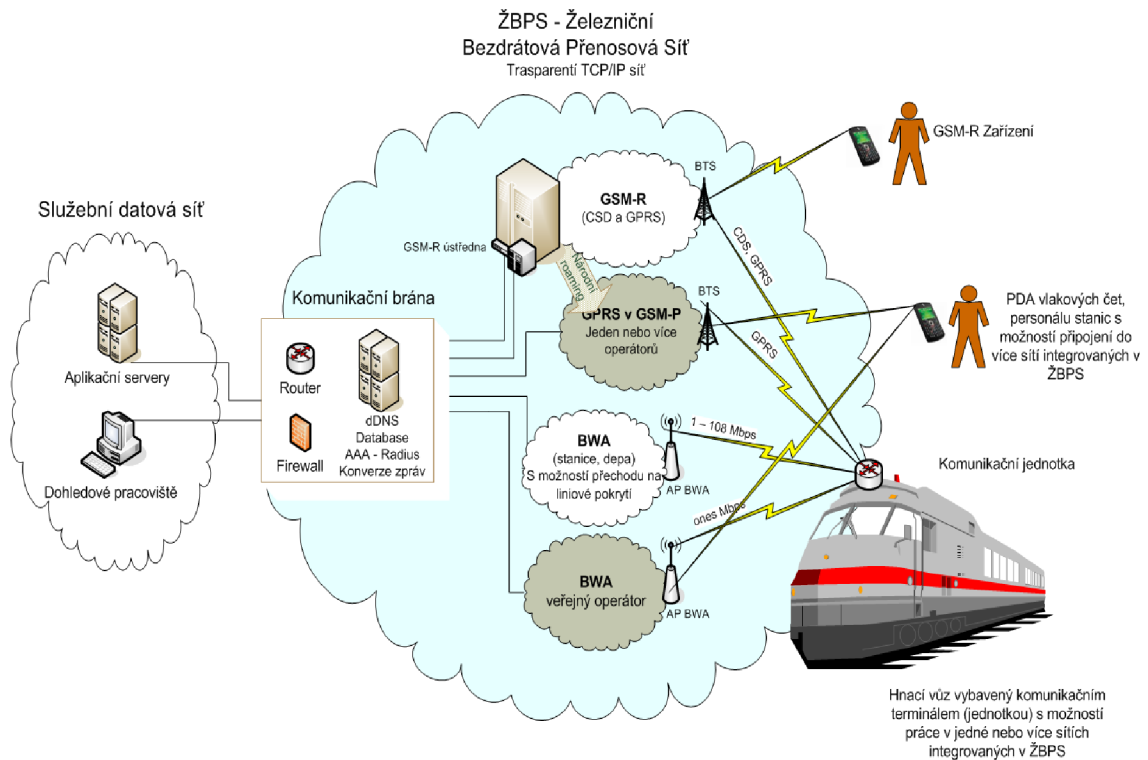 ŽBPS - Železniční
Bezdrátová Přenosová Síť
Trasparentí TCP/IP síť
GSM-R Zařízení
BTS
GSM-R
(CSD a GPRS)
Služební datová síť
GSM-R ústředna
CDS, GPRS
Národní
roaming
Komunikační brána
BTS
GPRS v GSM-P
Jeden nebo více
operátorů
GPRS
PDA vlakových čet,
personálu stanic s
možností připojení do
více sítí integrovaných v
ŽBPS
Aplikační servery
Router
dDNS
Database
AAA - Radius
Konverze zpráv
Firewall
Dohledové pracoviště
1 – 108 Mbps
BWA
(stanice, depa)
S možností přechodu na
liniové pokrytí
AP BWA
Komunikační jednotka
ones Mbps
BWA
veřejný operátor
AP BWA
Hnací vůz vybavený komunikačním
terminálem (jednotkou) s možností
práce v jedné nebo více sítích
integrovaných v ŽBPS